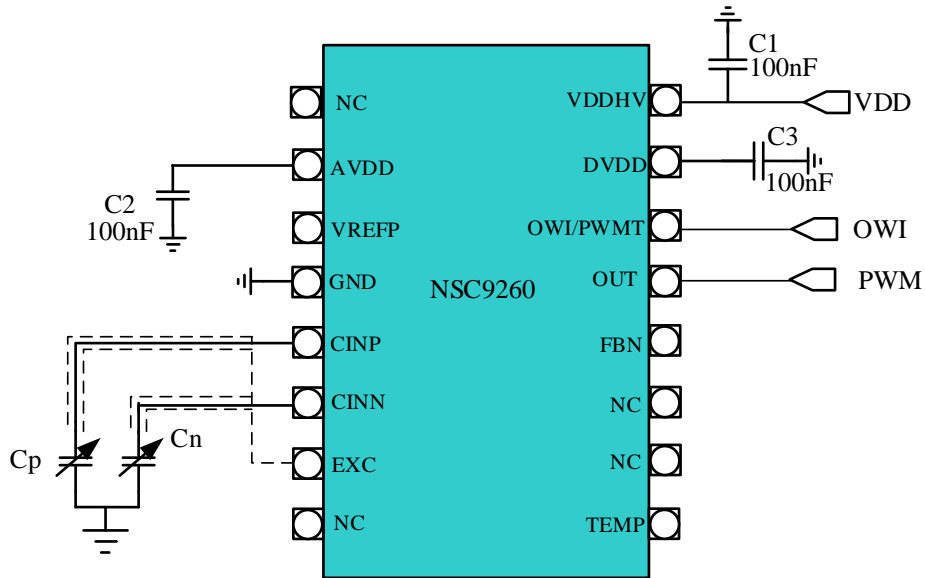 C1
100nF
NC
VDDHV
VDD
C3
AVDD
DVDD
100nF
C2
100nF
VREFP
OWI/PWMT
OWI
GND
NSC9260
OUT
PWM
CINP
FBN
CINN
NC
Cn
Cp
EXC
NC
NC
TEMP